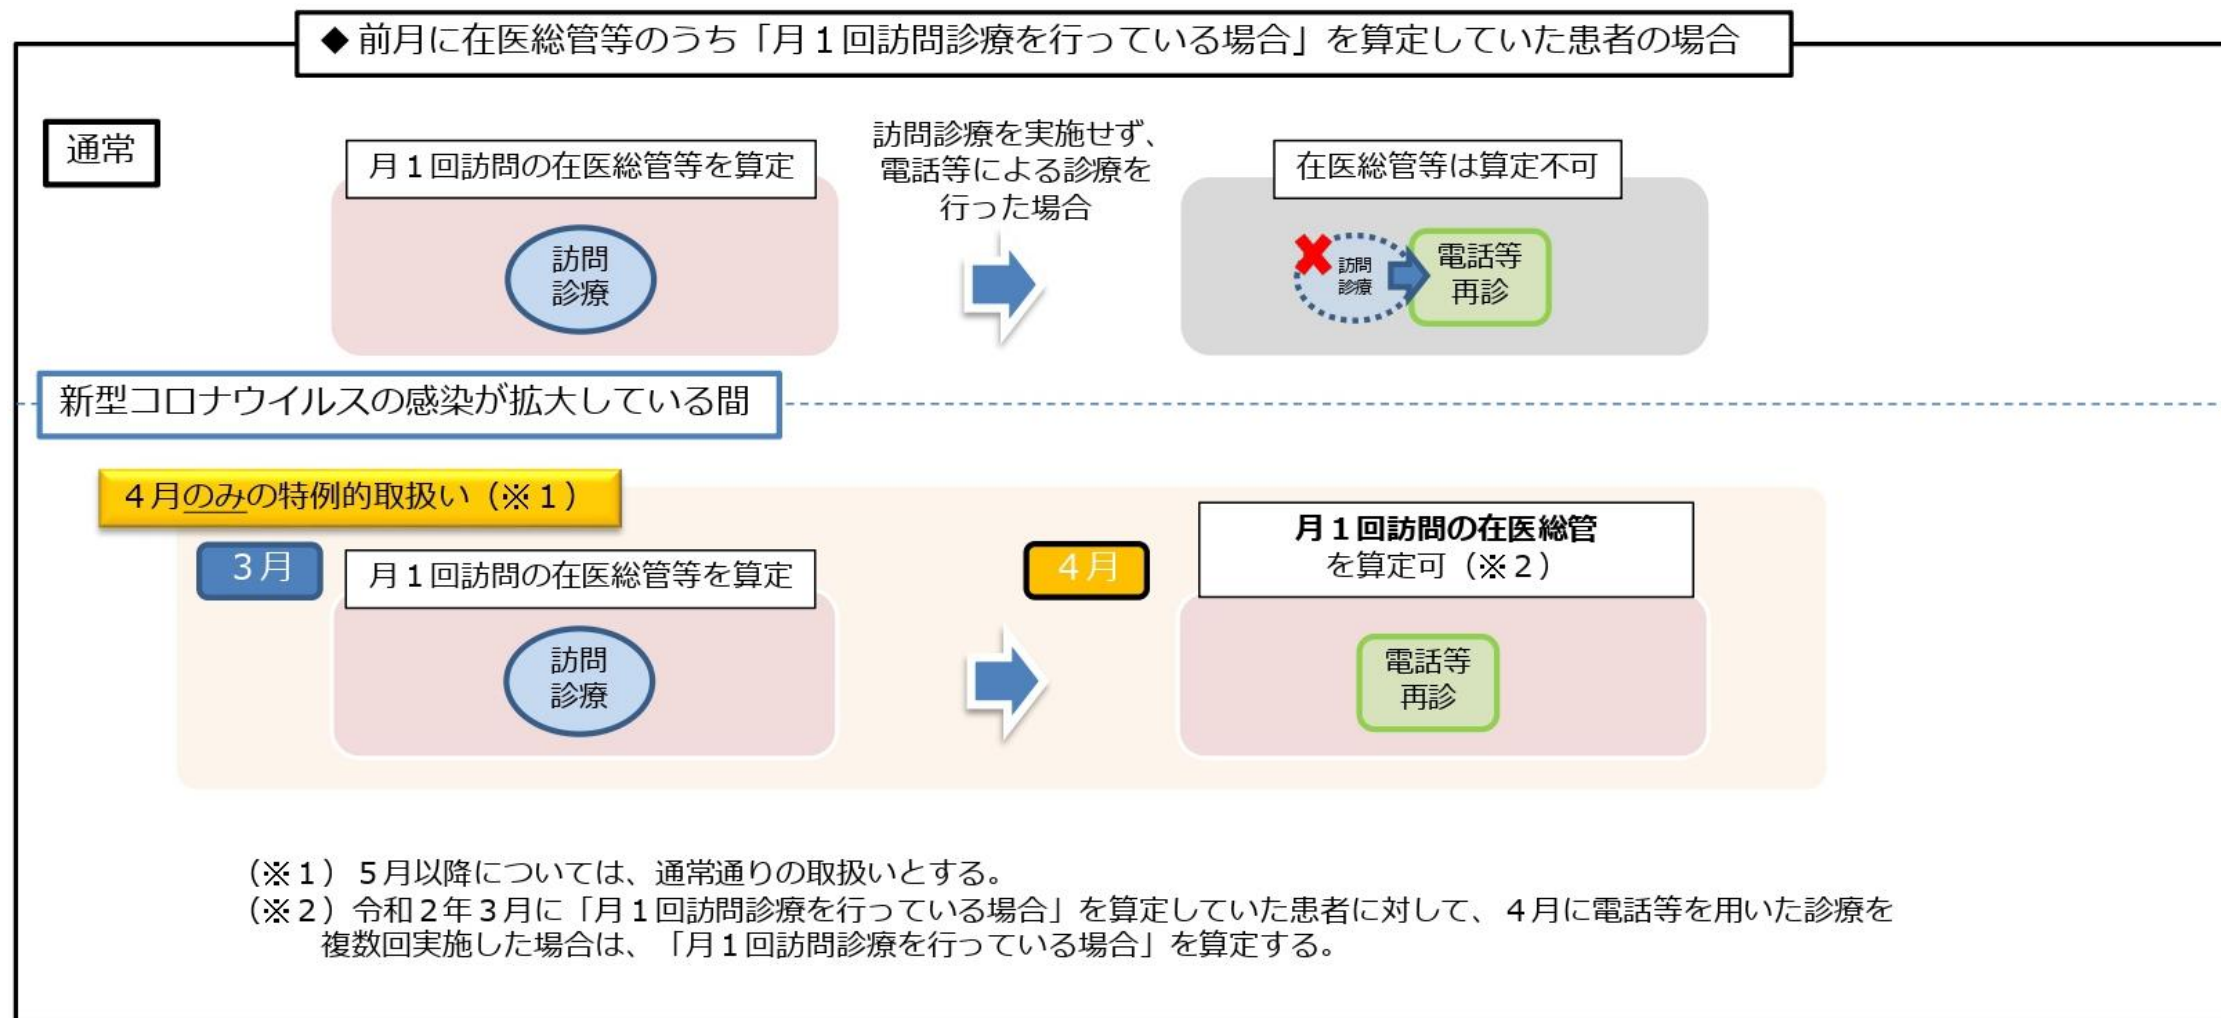 ◆前月に在医総管等のうち「月１回訪問診療を行っている場合」を算定していた患者の場合
通常
月１回訪問の在医総管等を算定
訪問
診療
訪問診療を実施せず、
電話等による診療を
行った場合
在医総管等は算定不可
訪問
診療
電話等
再診
新型コロナウイルスの感染が拡大している間
４月のみの特例的取扱い（※１）
３月
月１回訪問の在医総管等を算定
訪問
診療
４月
月１回訪問の在医総管
を算定可（※２）
電話等
再診
（※１）５月以降については、通常通りの取扱いとする。
（※２）令和２年３月に「月１回訪問診療を行っている場合」を算定していた患者に対して、４月に電話等を用いた診療を
複数回実施した場合は、「月１回訪問診療を行っている場合」を算定する。